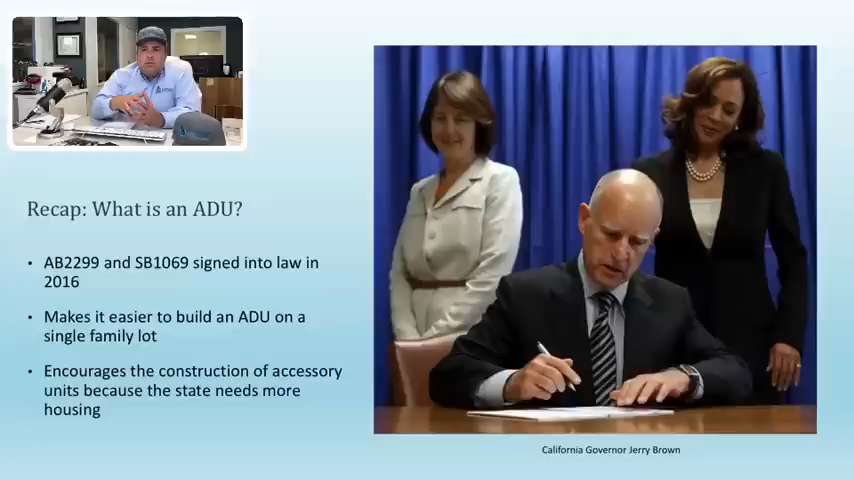 Recap: What is an ADU?
• AB2299 and SB1069 signed into law in
2016
• Makes it easier to build an ADU on a
single family lot
• Encourages the construction of accessory
units because the state needs more
housing
California Governor Jerry Brown